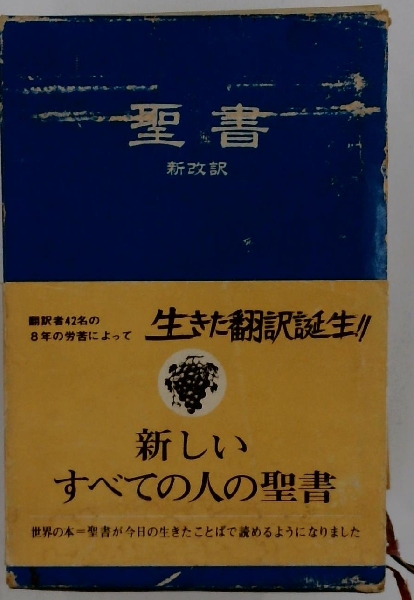 聖書
新改訳
翻訳者42名の
8年の労苦によって
生きた翻訳誕生!!
新しい
すべての人の聖書
世界の本=聖書が今日の生きたことばで読めるようになりました